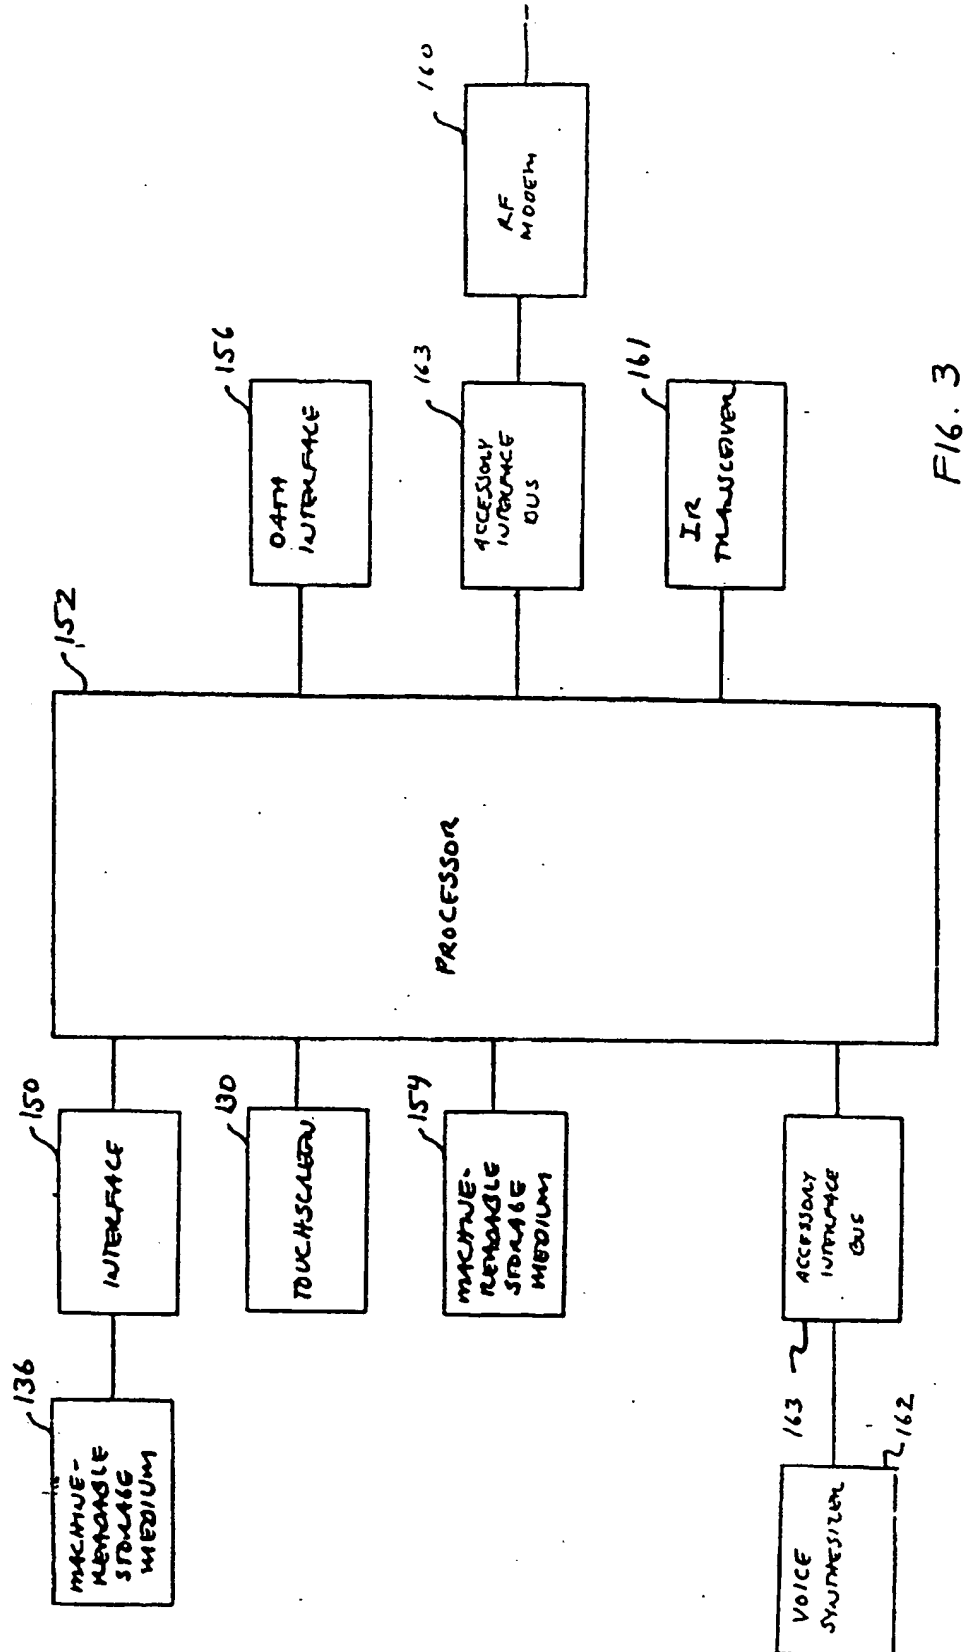 136
MACHINE-
READABLE
STORAGE
MEDIUM
150
INTERFACE
130
TOUCHSCREEN
154
MACHINE-
READABLE
STORAGE
MEDIUM
VOICE
SYNTHESIZER
162
163
ACCESSORY
INTERFACE
BUS
152
PROCESSOR
156
DATA
INTERFACE
163
ACCESSORY
INTERFACE
BUS
160
RF
MODEM
161
IR
TRANSCEIVER
FIG. 3